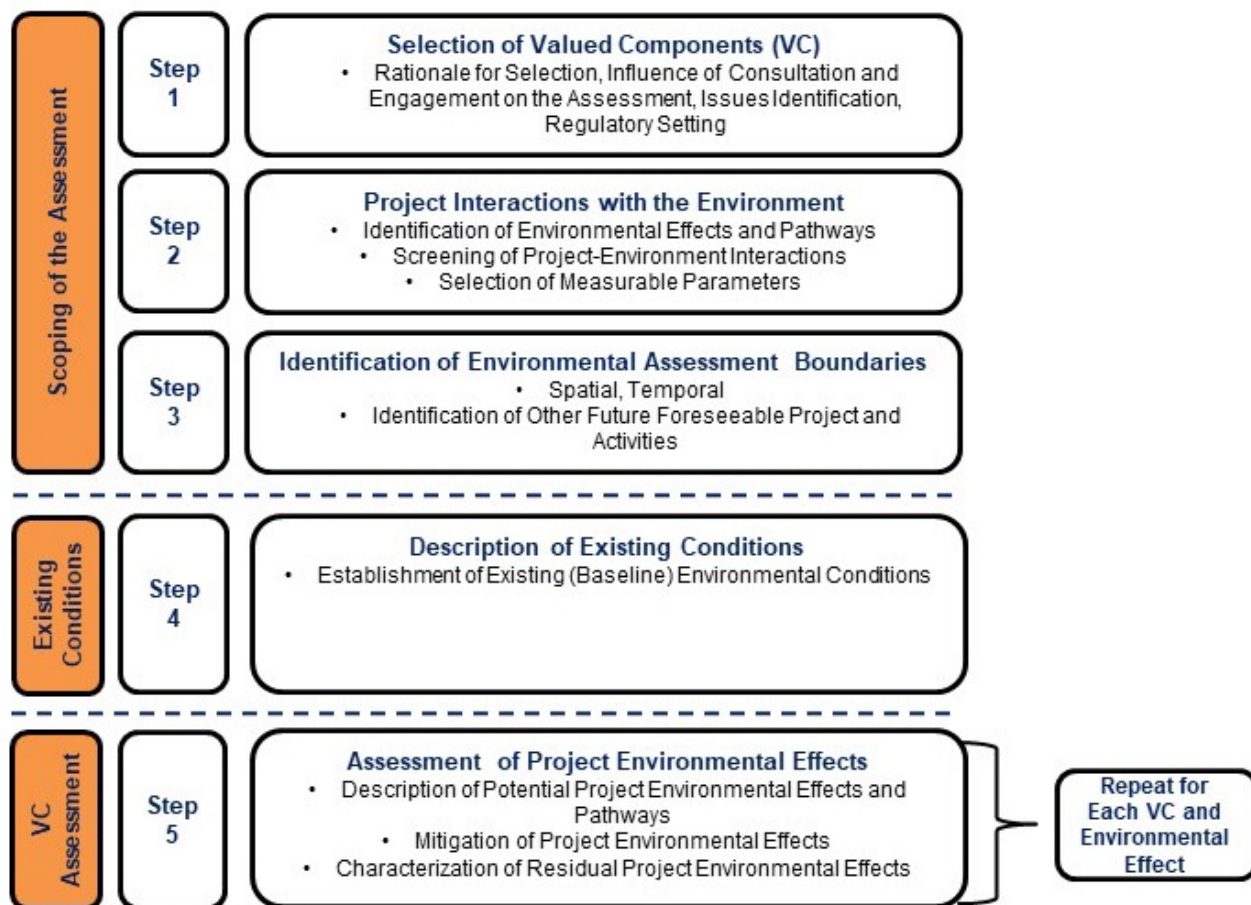 Scoping of the Assessment
Step
1
Selection of Valued Components (VC)
• Rationale for Selection, Influence of Consultation and
Engagement on the Assessment, Issues Identification,
Regulatory Setting
Step
2
Project Interactions with the Environment
• Identification of Environmental Effects and Pathways
• Screening of Project-Environment Interactions
• Selection of Measurable Parameters
Step
3
Identification of Environmental Assessment Boundaries
• Spatial, Temporal
• Identification of Other Future Foreseeable Project and
Activities
Existing
Conditions
Step
4
Description of Existing Conditions
• Establishment of Existing (Baseline) Environmental Conditions
VC
Assessment
Step
5
Assessment of Project Environmental Effects
• Description of Potential Project Environmental Effects and
Pathways
• Mitigation of Project Environmental Effects
• Characterization of Residual Project Environmental Effects
Repeat for
Each VC and
Environmental
Effect